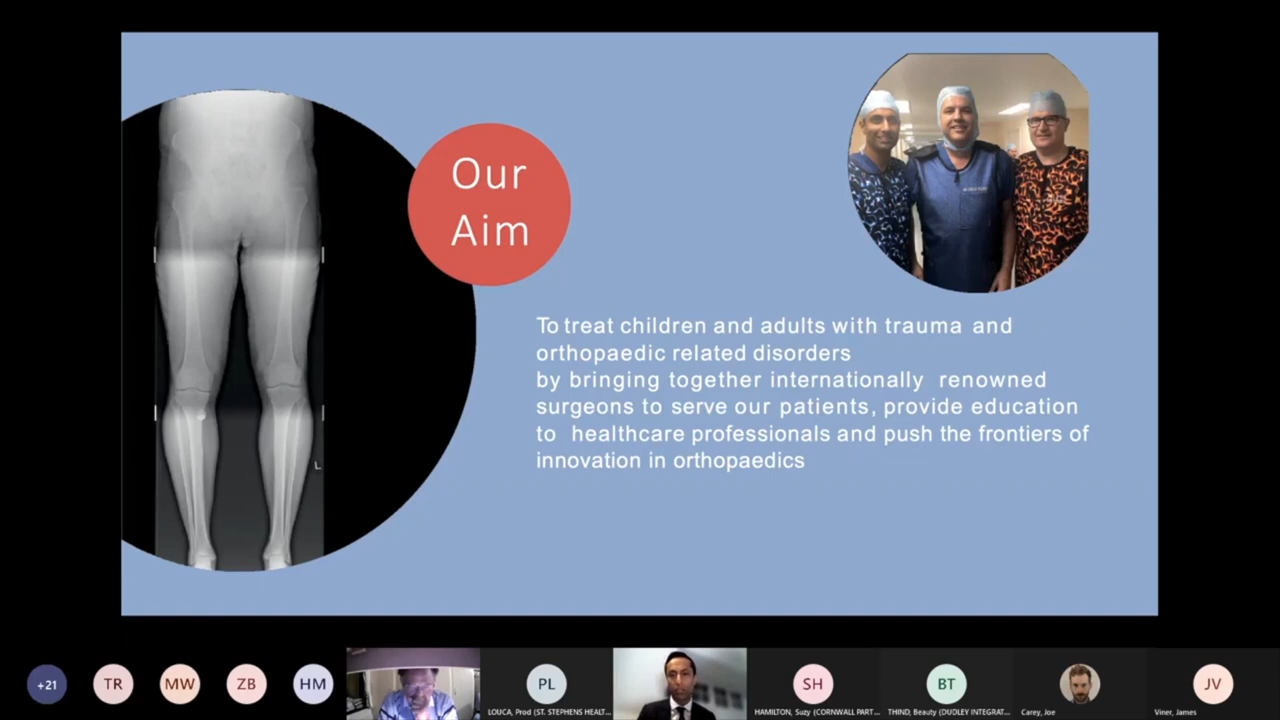 Our
Aim
To treat children and adults with trauma and
orthopaedic related disorders
by bringing together internationally renowned
surgeons to serve our patients, provide education
to healthcare professionals and push the frontiers of
innovation in orthopaedics
L
+21
TR
MW
ZB
HM
PL
SH
BT
JV
LOUCA, Prod (ST. STEPHENS HEALT...
HAMILTON, Suzy (CORNWALL PART...
THIND, Beauty (DUDLEY INTEGRAT...
Carey, Joe
Viner, James